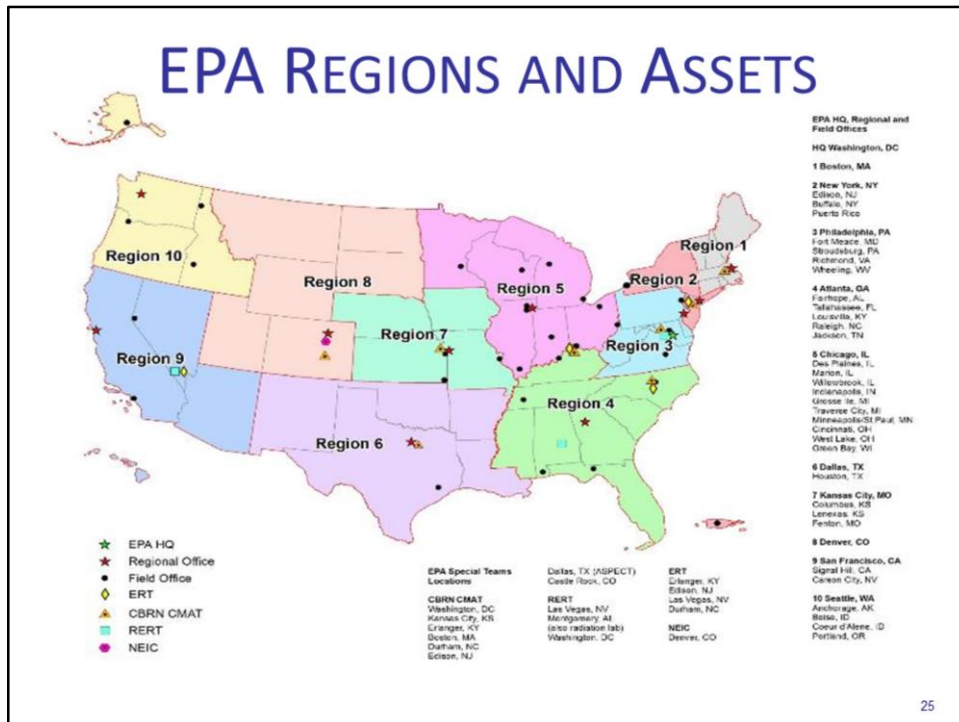 EPA REGIONS AND ASSETS
EPA HQ, Regional and
Field Offices
HQ Washington, DC
1 Boston, MA
2 New York, NY
Edison, NJ
Buffalo, NY
Puerto Rico
3 Philadelphia, PA
Fort Meade, MD
Stroudsburg, PA
Richmond, VA
Wheeling, WV
4 Atlanta, GA
Fairhope, AL
Tallahassee, FL
Louisville, KY
Raleigh, NC
Jackson, TN
5 Chicago, IL
Des Plaines, IL
Marion, IL
Willowbrook, IL
Indianapolis, IN
Grosse Ile, MI
Traverse City, MI
Minneapolis/St.Paul, MN
Cincinnati, OH
West Lake, OH
Green Bay, WI
6 Dallas, TX
Houston, TX
7 Kansas City, MO
Columbus, KS
Lenexas, KS
Fenton, MO
8 Denver, CO
9 San Francisco, CA
Signal Hill, CA
Carson City, NV
10 Seattle, WA
Anchorage, AK
Boise, ID
Coeur d'Alene, ID
Portland, OR
Region 1
Region 2
Region 3
Region 4
Region 5
Region 6
Region 7
Region 8
Region 9
Region 10
EPA HQ
Regional Office
Field Office
ERT
CBRN CMAT
RERT
NEIC
EPA Special Teams
Locations
CBRN CMAT
Washington, DC
Kansas City, KS
Erlanger, KY
Boston, MA
Durham, NC
Edison, NJ
Dallas, TX (ASPECT)
Castle Rock, CO
RERT
Las Vegas, NV
Montgomery, Al
(also radiation lab)
Washington, DC
ERT
Erlanger, KY
Edison, NJ
Las Vegas, NV
Durham, NC
NEIC
Denver, CO
25